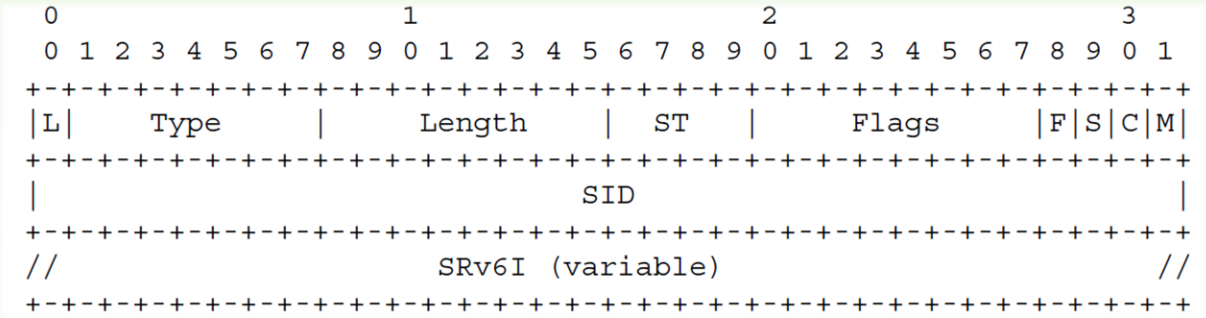 0                   1                   2                   3
 0 1 2 3 4 5 6 7 8 9 0 1 2 3 4 5 6 7 8 9 0 1 2 3 4 5 6 7 8 9 0 1
+-+-+-+-+-+-+-+-+-+-+-+-+-+-+-+-+-+-+-+-+-+-+-+-+-+-+-+-+-+-+-+-+
|L|    Type     |     Length    |  ST   |     Flags     |F|S|C|M|
+-+-+-+-+-+-+-+-+-+-+-+-+-+-+-+-+-+-+-+-+-+-+-+-+-+-+-+-+-+-+-+-+
|                              SID                              |
+-+-+-+-+-+-+-+-+-+-+-+-+-+-+-+-+-+-+-+-+-+-+-+-+-+-+-+-+-+-+-+-+
//                     SRv6I (variable)                        //
+-+-+-+-+-+-+-+-+-+-+-+-+-+-+-+-+-+-+-+-+-+-+-+-+-+-+-+-+-+-+-+-+